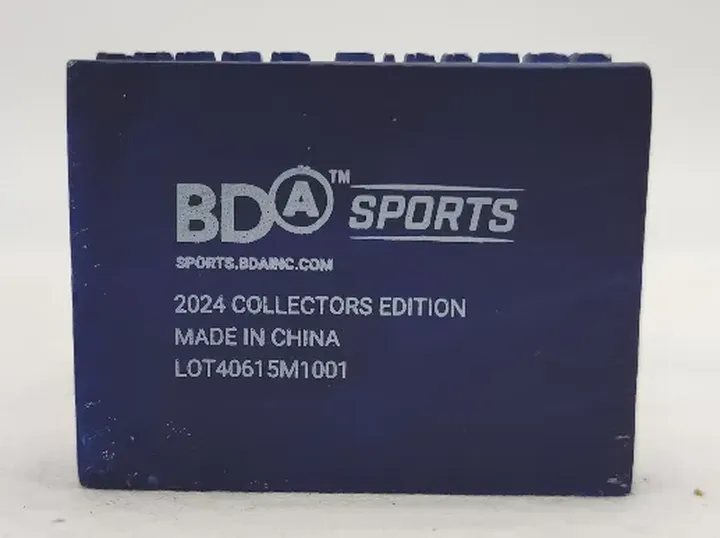 BDA™ SPORTS
SPORTS.BDAINC.COM
2024 COLLECTORS EDITION
MADE IN CHINA
LOT40615M1001